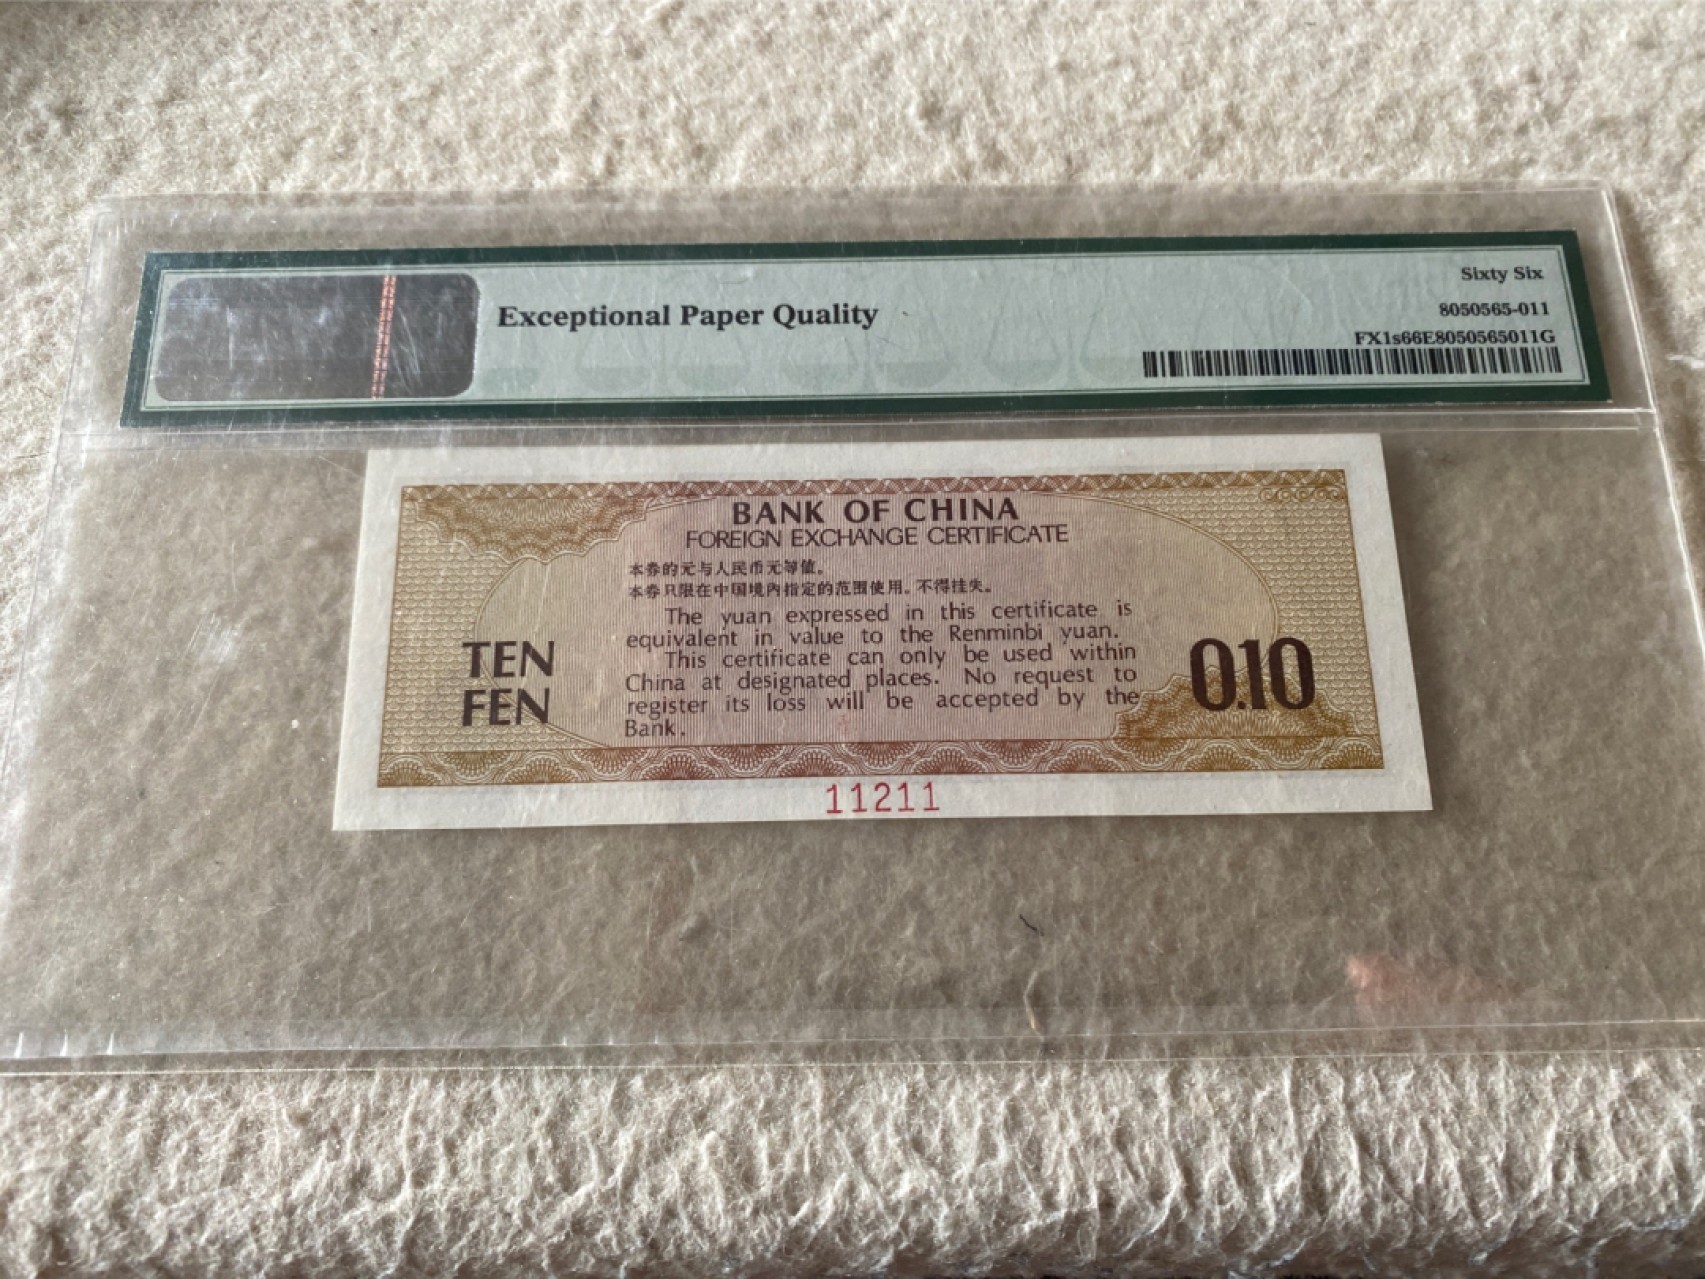 Exceptional Paper Quality
Sixty Six
8050565-011
FX1s66E8050565011G
BANK OF CHINA
FOREIGN EXCHANGE CERTIFICATE
本券的元与人民币元等值。
本券只限在中国境内指定的范围使用。不得挂失。
The yuan expressed in this certificate is
equivalent in value to the Renminbi yuan.
This certificate can only be used within
China at designated places. No request to
register its loss will be accepted by the
Bank.
TEN
FEN
0.10
11211